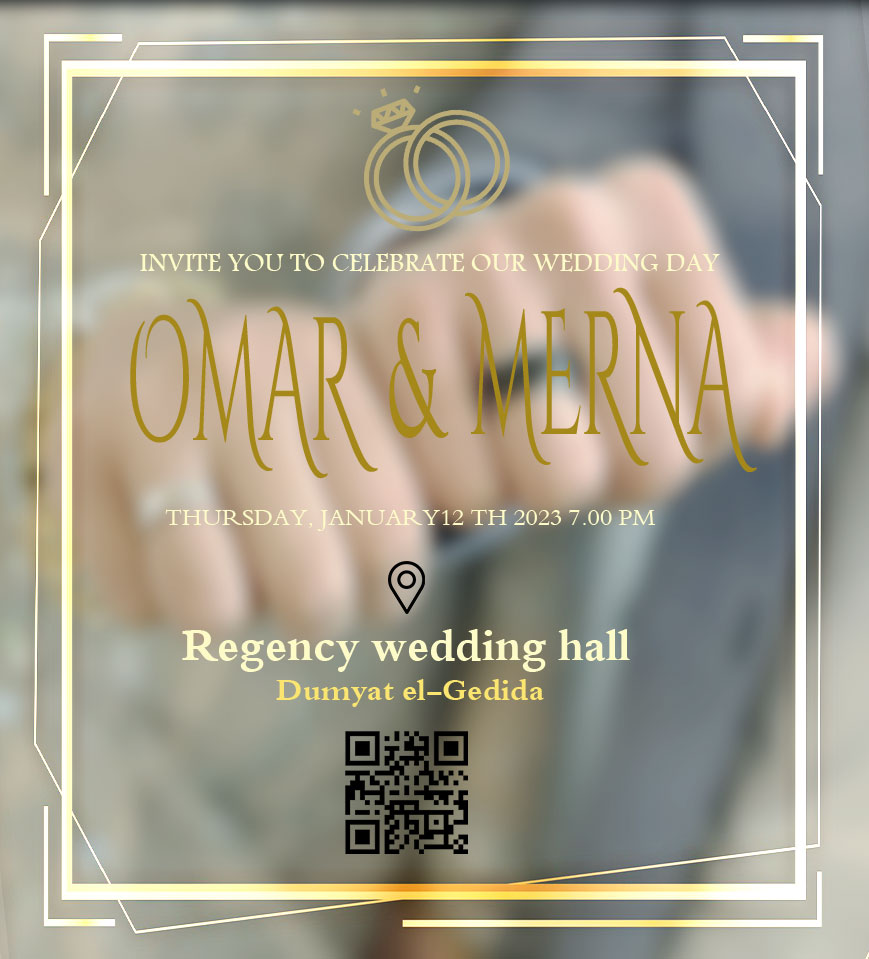 INVITE YOU TO CELEBRATE OUR WEDDING DAY
OMAR & MERNA
THURSDAY, JANUARY12 TH 2023 7.00 PM
Regency wedding hall
Dumyat el-Gedida